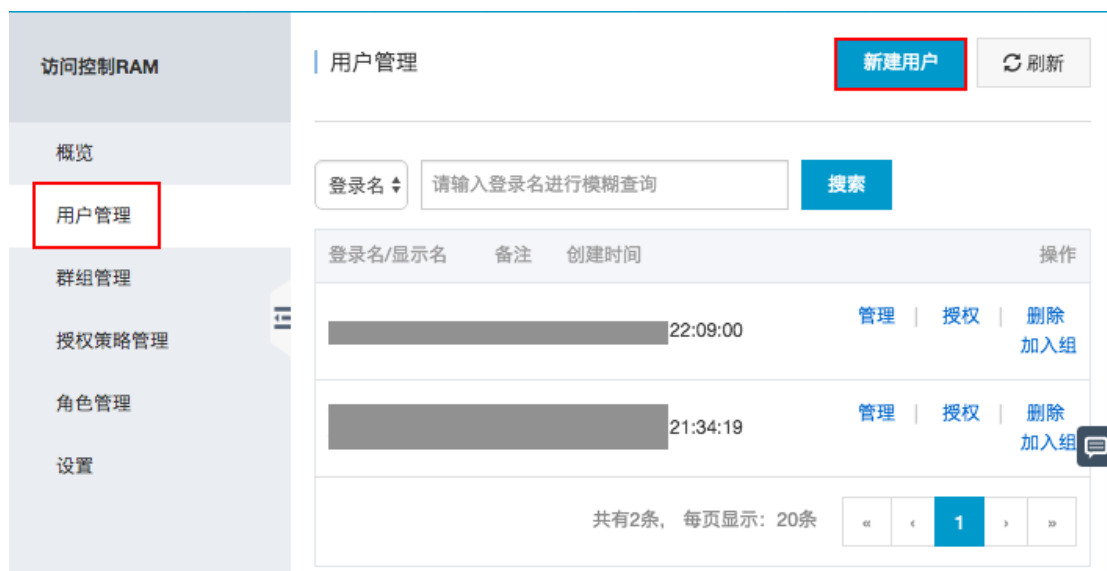 访问控制RAM
概览
用户管理
群组管理
授权策略管理
角色管理
设置
用户管理
新建用户
刷新
登录名
请输入登录名进行模糊查询
搜索
登录名/显示名 备注 创建时间 操作
22:09:00 管理 | 授权 | 删除
加入组
21:34:19 管理 | 授权 | 删除
加入组
共有2条, 每页显示: 20条 « ‹ 1 › »